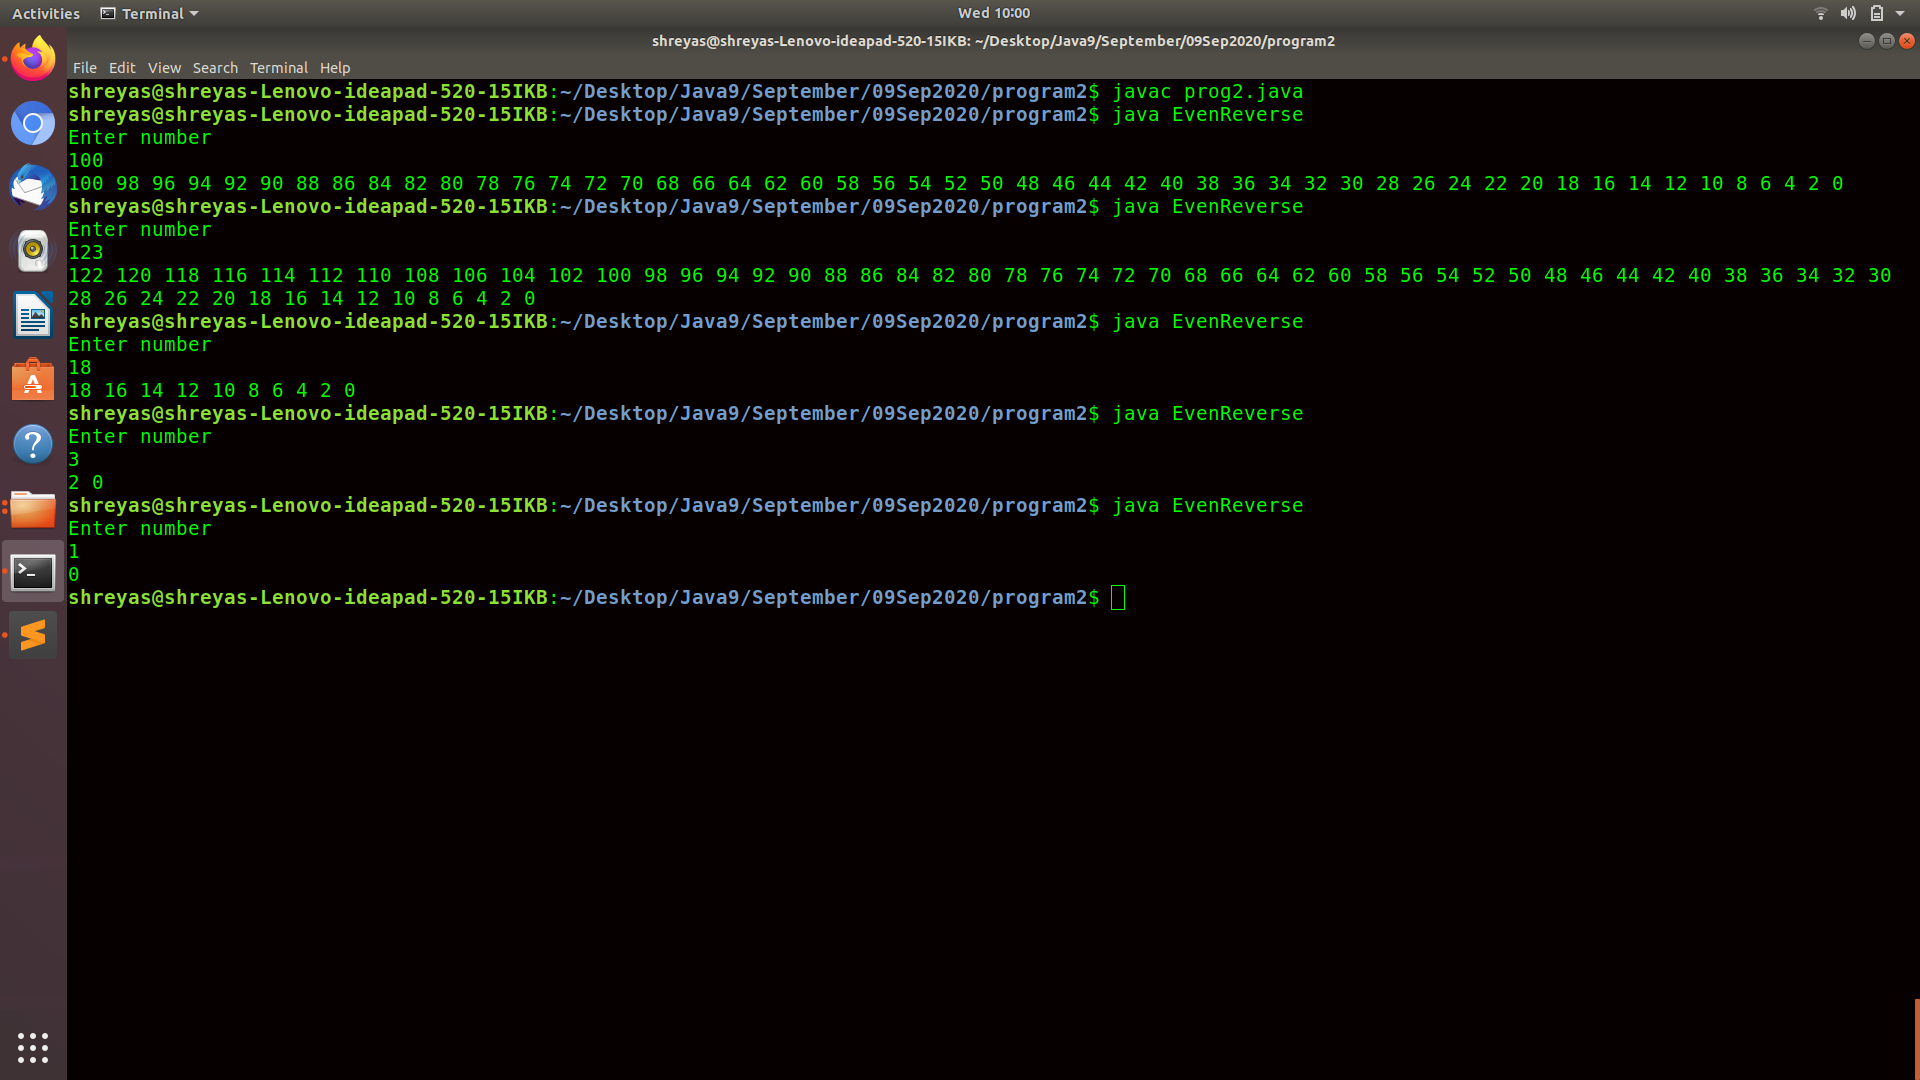 Activities Terminal Wed 10:00
shreyas@shreyas-Lenovo-ideapad-520-15IKB: ~/Desktop/Java9/September/09Sep2020/program2
File Edit View Search Terminal Help
shreyas@shreyas-Lenovo-ideapad-520-15IKB:~/Desktop/Java9/September/09Sep2020/program2$ javac prog2.java
shreyas@shreyas-Lenovo-ideapad-520-15IKB:~/Desktop/Java9/September/09Sep2020/program2$ java EvenReverse
Enter number
100
100 98 96 94 92 90 88 86 84 82 80 78 76 74 72 70 68 66 64 62 60 58 56 54 52 50 48 46 44 42 40 38 36 34 32 30 28 26 24 22 20 18 16 14 12 10 8 6 4 2 0
shreyas@shreyas-Lenovo-ideapad-520-15IKB:~/Desktop/Java9/September/09Sep2020/program2$ java EvenReverse
Enter number
123
122 120 118 116 114 112 110 108 106 104 102 100 98 96 94 92 90 88 86 84 82 80 78 76 74 72 70 68 66 64 62 60 58 56 54 52 50 48 46 44 42 40 38 36 34 32 30
28 26 24 22 20 18 16 14 12 10 8 6 4 2 0
shreyas@shreyas-Lenovo-ideapad-520-15IKB:~/Desktop/Java9/September/09Sep2020/program2$ java EvenReverse
Enter number
18
18 16 14 12 10 8 6 4 2 0
shreyas@shreyas-Lenovo-ideapad-520-15IKB:~/Desktop/Java9/September/09Sep2020/program2$ java EvenReverse
Enter number
3
2 0
shreyas@shreyas-Lenovo-ideapad-520-15IKB:~/Desktop/Java9/September/09Sep2020/program2$ java EvenReverse
Enter number
1
0
shreyas@shreyas-Lenovo-ideapad-520-15IKB:~/Desktop/Java9/September/09Sep2020/program2$